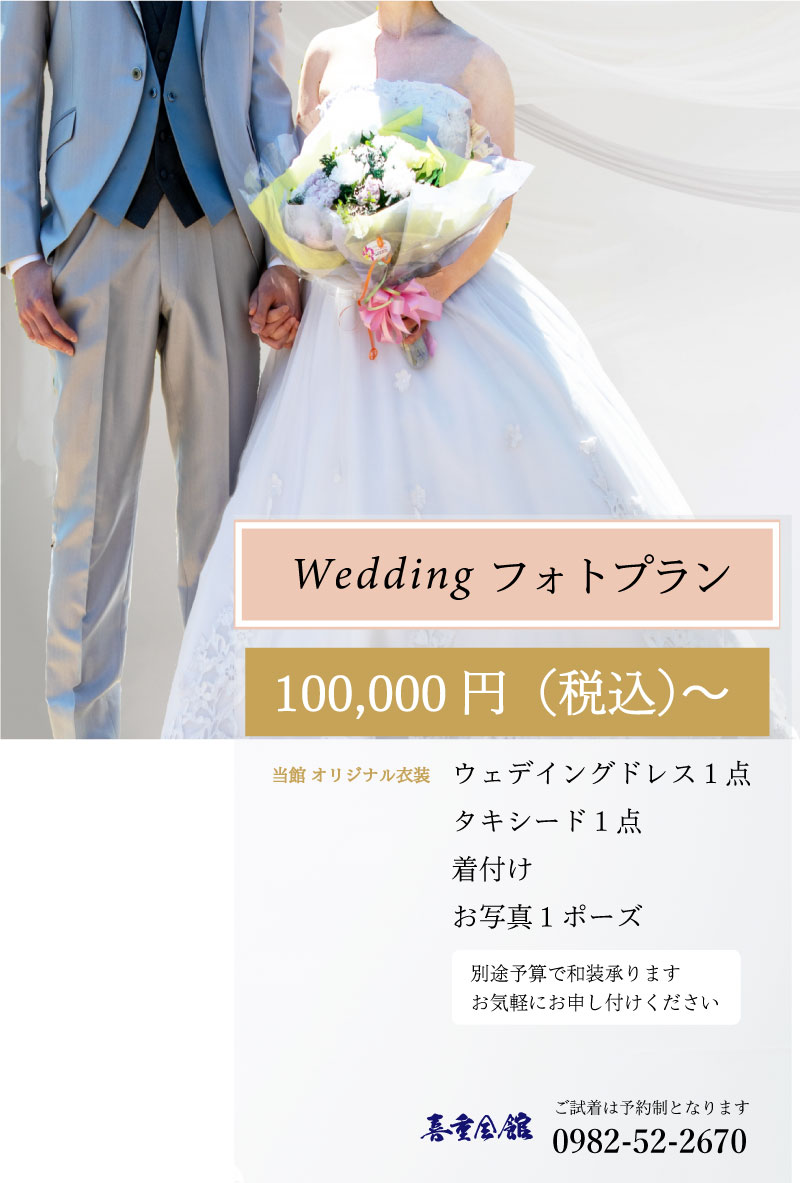 Wedding フォトプラン
100,000 円（税込）～
当館 オリジナル衣装 ウェデイングドレス１点
タキシード１点
着付け
お写真１ポーズ
別途予算で和装承ります
お気軽にお申し付けください
ご試着は予約制となります
喜重会館 0982-52-2670